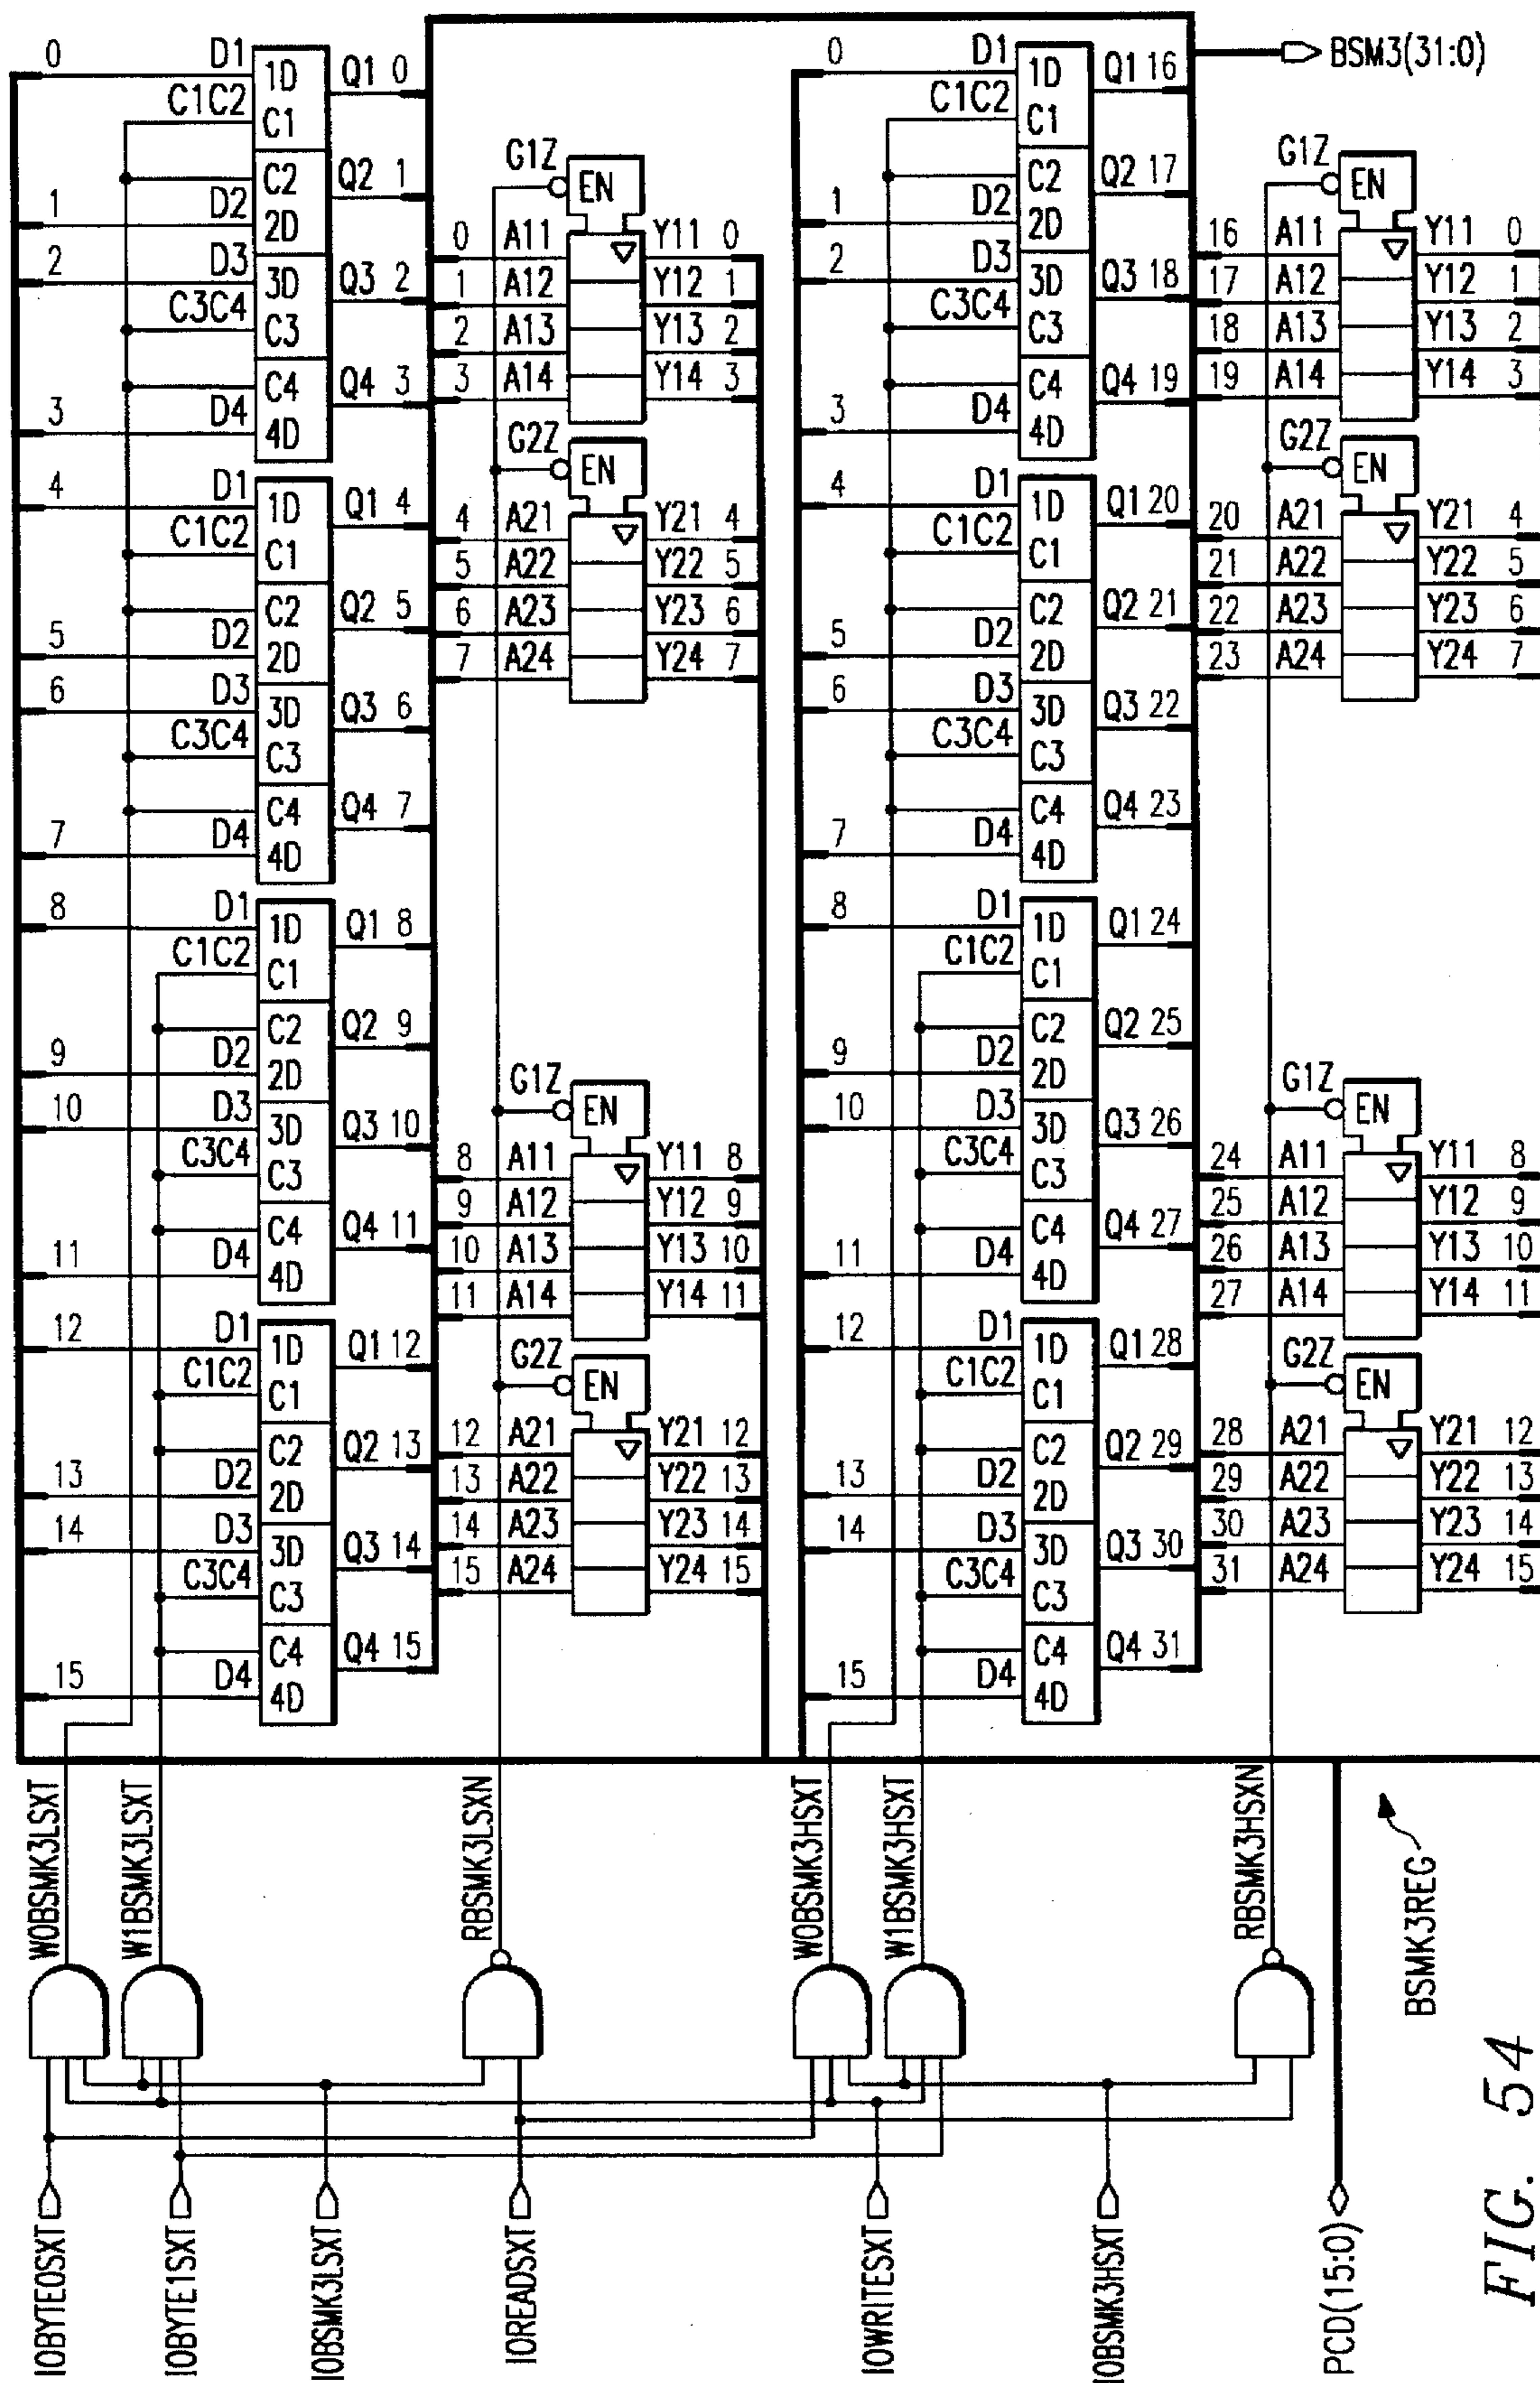 BSM3(31:0)
0 D1 1D Q1 0
C1C2 C1
C2 Q2 1
1 D2 2D
2 D3 3D Q3 2
C3C4 C3
C4 Q4 3
3 D4 4D
4 D1 1D Q1 4
C1C2 C1
C2 Q2 5
5 D2 2D
6 D3 3D Q3 6
C3C4 C3
C4 Q4 7
7 D4 4D
8 D1 1D Q1 8
C1C2 C1
C2 Q2 9
9 D2 2D
10 D3 3D Q3 10
C3C4 C3
C4 Q4 11
11 D4 4D
12 D1 1D Q1 12
C1C2 C1
C2 Q2 13
13 D2 2D
14 D3 3D Q3 14
C3C4 C3
C4 Q4 15
15 D4 4D
G1Z EN
0 A11 Y11 0
1 A12 Y12 1
2 A13 Y13 2
3 A14 Y14 3
G2Z EN
4 A21 Y21 4
5 A22 Y22 5
6 A23 Y23 6
7 A24 Y24 7
G1Z EN
8 A11 Y11 8
9 A12 Y12 9
10 A13 Y13 10
11 A14 Y14 11
G2Z EN
12 A21 Y21 12
13 A22 Y22 13
14 A23 Y23 14
15 A24 Y24 15
0 D1 1D Q1 16
C1C2 C1
C2 Q2 17
1 D2 2D
2 D3 3D Q3 18
C3C4 C3
C4 Q4 19
3 D4 4D
4 D1 1D Q1 20
C1C2 C1
C2 Q2 21
5 D2 2D
6 D3 3D Q3 22
C3C4 C3
C4 Q4 23
7 D4 4D
8 D1 1D Q1 24
C1C2 C1
C2 Q2 25
9 D2 2D
10 D3 3D Q3 26
C3C4 C3
C4 Q4 27
11 D4 4D
12 D1 1D Q1 28
C1C2 C1
C2 Q2 29
13 D2 2D
14 D3 3D Q3 30
C3C4 C3
C4 Q4 31
15 D4 4D
G1Z EN
16 A11 Y11 0
17 A12 Y12 1
18 A13 Y13 2
19 A14 Y14 3
G2Z EN
20 A21 Y21 4
21 A22 Y22 5
22 A23 Y23 6
23 A24 Y24 7
G1Z EN
24 A11 Y11 8
25 A12 Y12 9
26 A13 Y13 10
27 A14 Y14 11
G2Z EN
28 A21 Y21 12
29 A22 Y22 13
30 A23 Y23 14
31 A24 Y24 15
W0BSMK3LSXT
W1BSMK3LSXT
RBSMK3LSXN
W0BSMK3HSXT
W1BSMK3HSXT
RBSMK3HSXN
BSMK3REG
IOBYTE0SXT
IOBYTE1SXT
IOBSMK3LSXT
IOREADSXT
IOWRITESXT
IOBSMK3HSXT
PCD(15:0)
FIG. 54